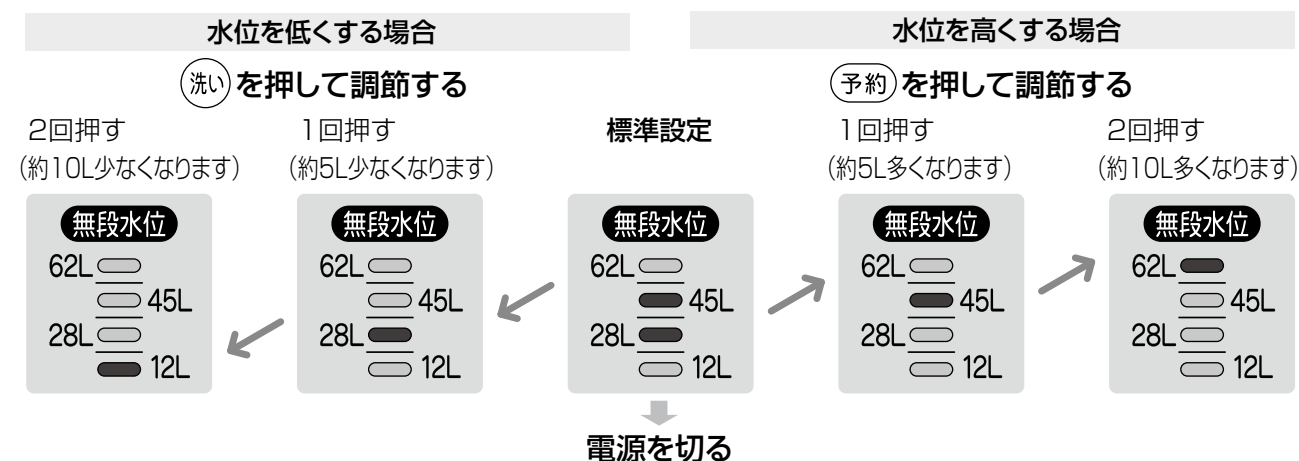 水位を低くする場合
水位を高くする場合
洗い を押して調節する
予約 を押して調節する
2回押す
(約10L少なくなります)
1回押す
(約5L少なくなります)
標準設定
1回押す
(約5L多くなります)
2回押す
(約10L多くなります)
無段水位
62L
45L
28L
12L
無段水位
62L
45L
28L
12L
無段水位
62L
45L
28L
12L
無段水位
62L
45L
28L
12L
無段水位
62L
45L
28L
12L
電源を切る